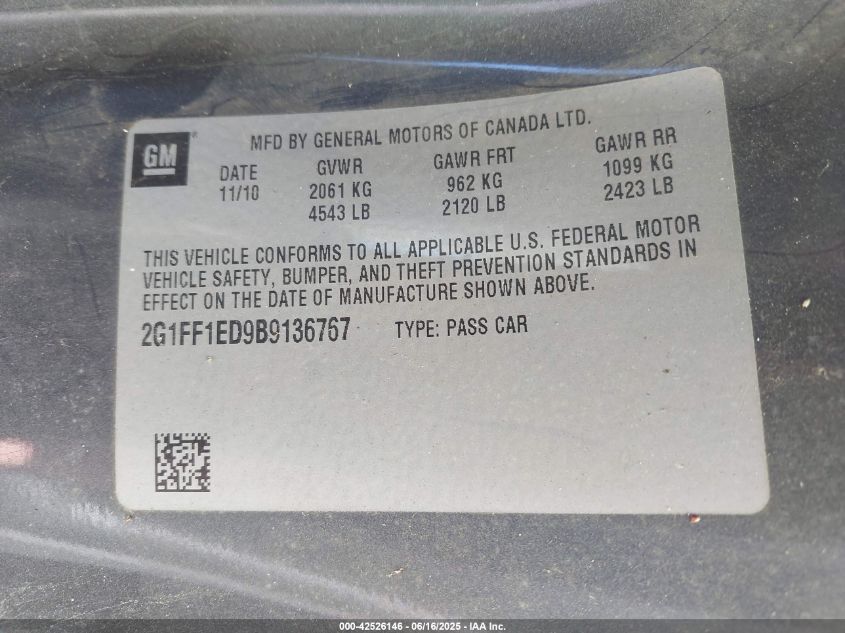 MFD BY GENERAL MOTORS OF CANADA LTD.
GM®
DATE GVWR GAWR FRT GAWR RR
11/10 2061 KG 962 KG 1099 KG
4543 LB 2120 LB 2423 LB
THIS VEHICLE CONFORMS TO ALL APPLICABLE U.S. FEDERAL MOTOR
VEHICLE SAFETY, BUMPER, AND THEFT PREVENTION STANDARDS IN
EFFECT ON THE DATE OF MANUFACTURE SHOWN ABOVE.
2G1FF1ED9B9136767 TYPE: PASS CAR
000-42526146 - 06/16/2025 - IAA Inc.